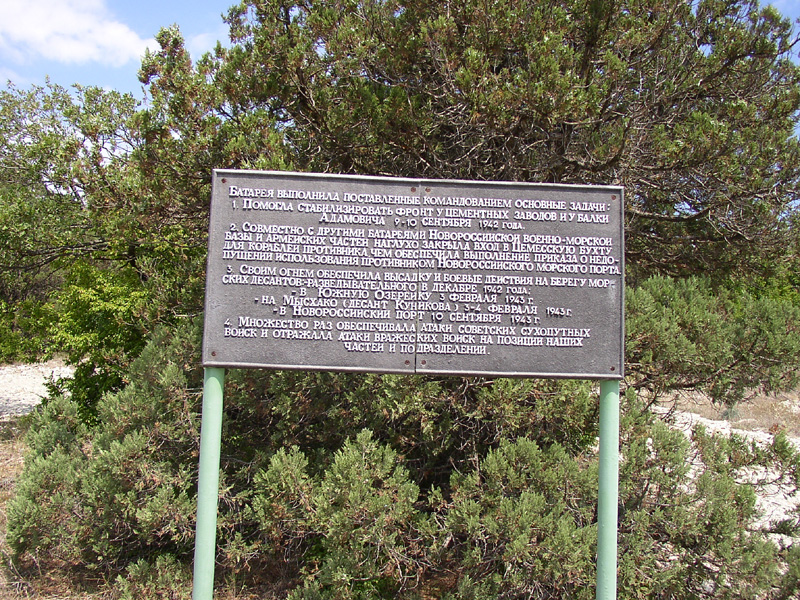 Батарея выполнила поставленные командованием основные задачи:
1. Помогла стабилизировать фронт у цементных заводов и у балки
Адамовича 9-10 сентября 1942 года.
2. Совместно с другими батареями Новороссийской военно-морской
базы и армейских частей наглухо закрыла вход в Цемесскую бухту
для кораблей противника, чем обеспечила выполнение приказа о недо-
пущении использования противником Новороссийского морского порта.
3. Своим огнем обеспечила высадку и боевые действия на берегу мор-
ских десантов: разведывательного в декабре 1942 года;
- в Южную Озерейку 3 февраля 1943 г.
- на Мысхако (десант Куникова) 3-4 февраля 1943 г.
- в Новороссийский порт 10 сентября 1943 г.
4. Множество раз обеспечивала атаки советских сухопутных
войск и отражала атаки вражеских войск на позиции наших
частей и подразделений.